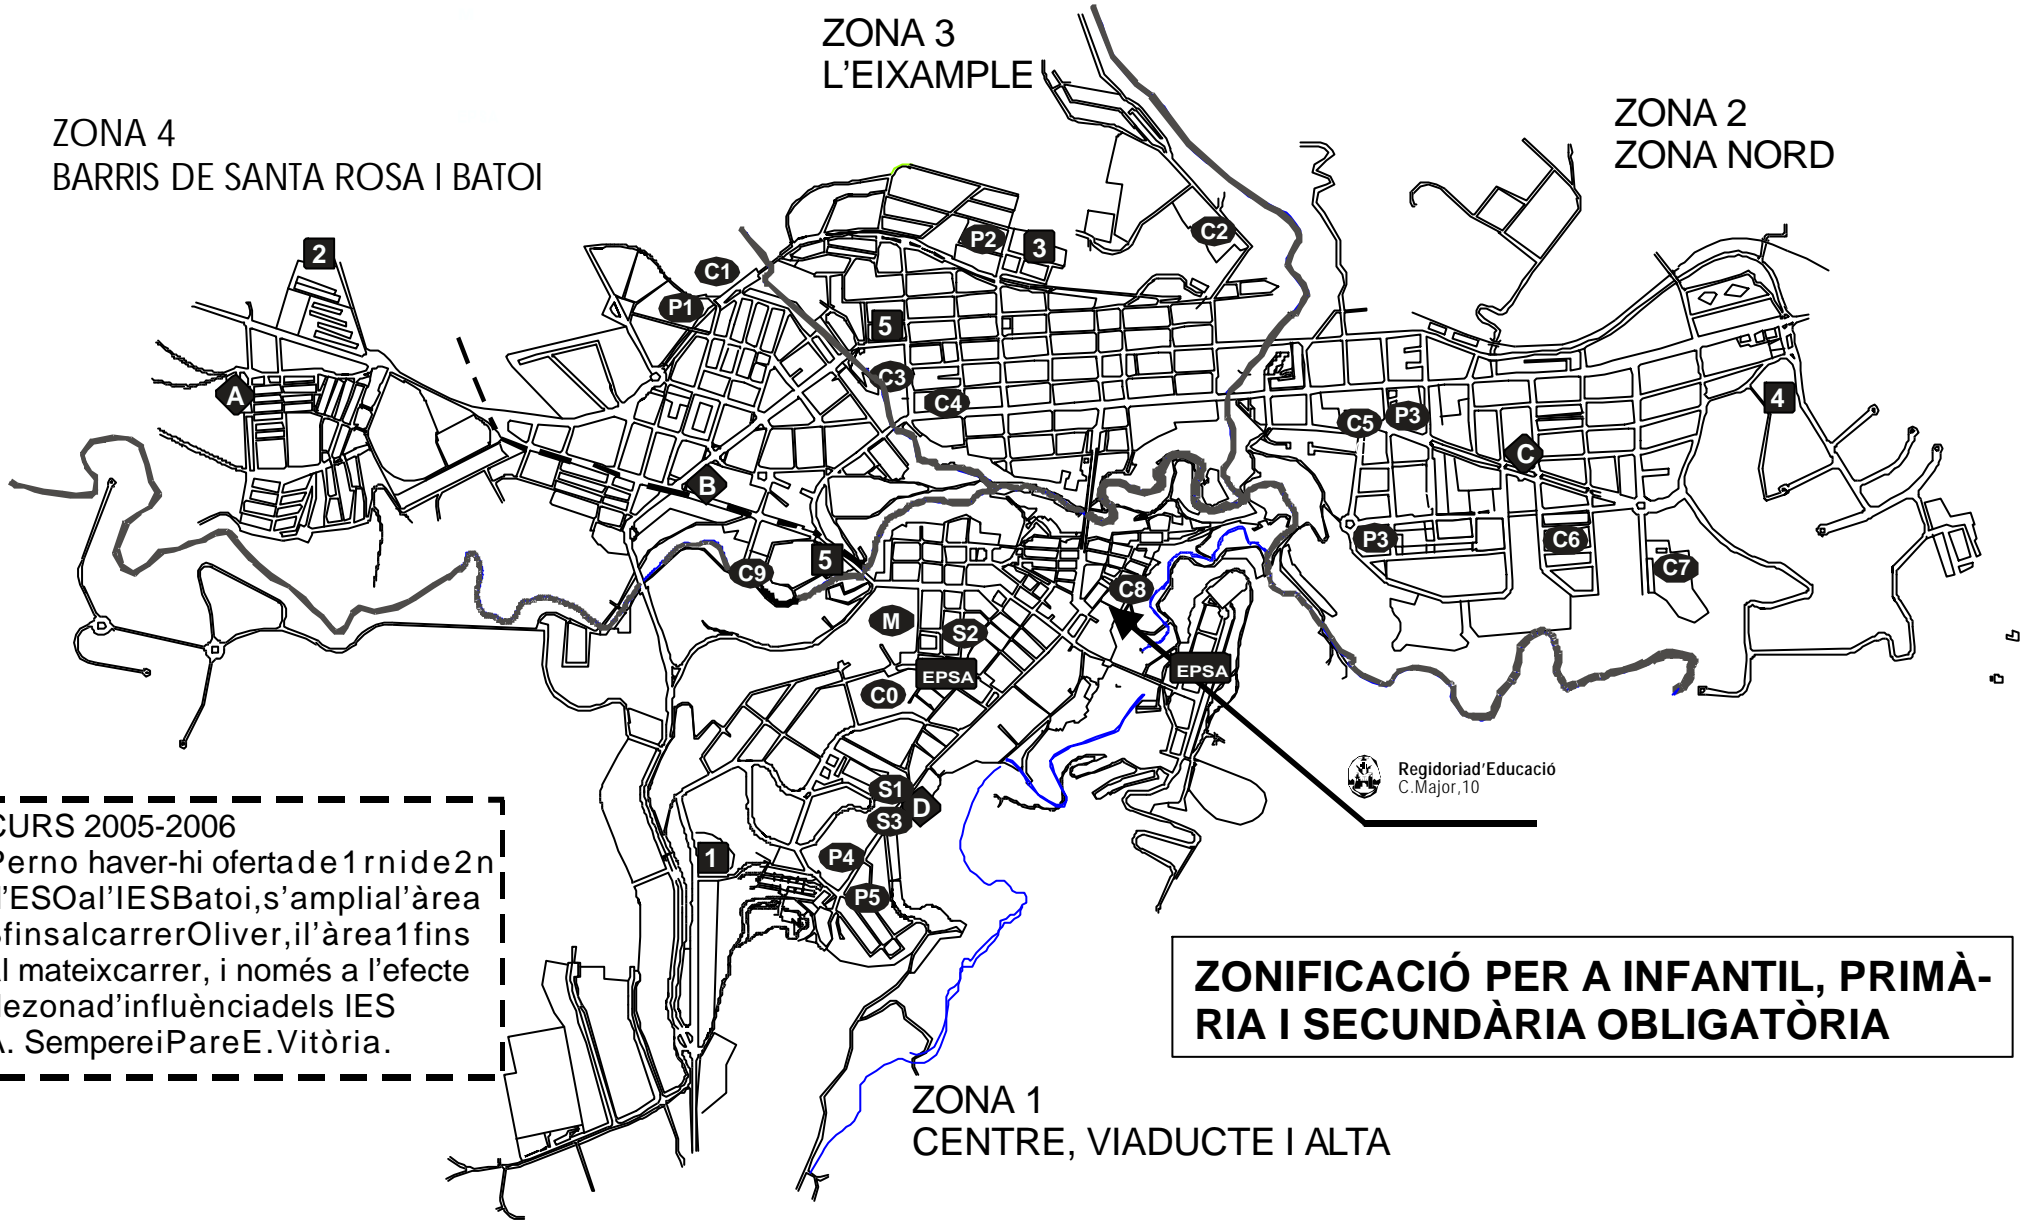 ZONA 3
L'EIXAMPLE
ZONA 2
ZONA NORD
ZONA 4
BARRIS DE SANTA ROSA I BATOI
2
C1
P1
P2
3
C2
5
C3
C4
A
B
C5
P3
C
4
P3
C6
C7
C9
5
C8
M
S2
EPSA
EPSA
C0
S1
D
S3
1
P4
P5
Regidoriad'Educació
C.Major,10
CURS 2005-2006
Perno haver-hi ofertade1rnide2n
l'ESOal'IESBatoi,s'amplial'àrea
finsalcarrerOliver,il'àrea1fins
l mateixcarrer, i només a l'efecte
dezonad'influènciadels IES
A. SempereiPareE.Vitòria.
ZONIFICACIÓ PER A INFANTIL, PRIMÀ-
RIA I SECUNDÀRIA OBLIGATÒRIA
ZONA 1
CENTRE, VIADUCTE I ALTA